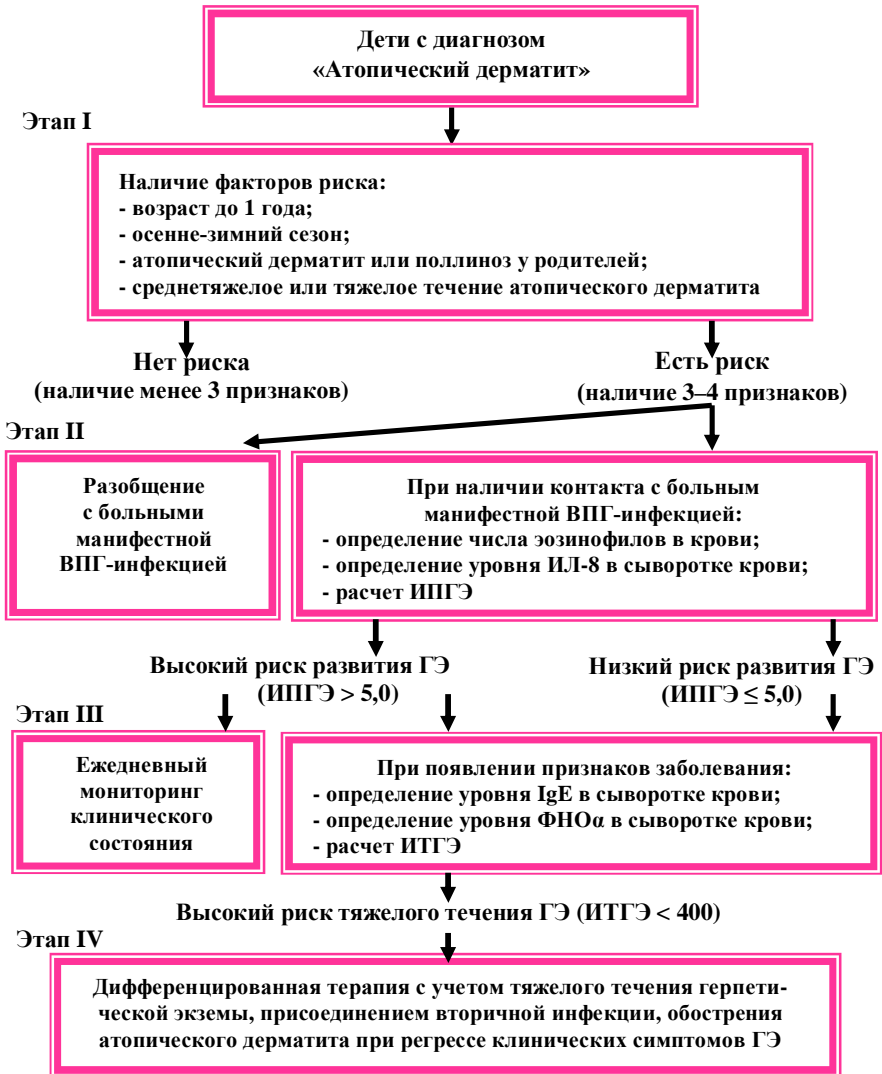 Дети с диагнозом
«Атопический дерматит»
Этап I
Наличие факторов риска:
- возраст до 1 года;
- осенне-зимний сезон;
- атопический дерматит или поллиноз у родителей;
- среднетяжелое или тяжелое течение атопического дерматита
Нет риска
(наличие менее 3 признаков)
Есть риск
(наличие 3–4 признаков)
Этап II
Разобщение
с больными
манифестной
ВПГ-инфекцией
При наличии контакта с больным
манифестной ВПГ-инфекцией:
- определение числа эозинофилов в крови;
- определение уровня ИЛ-8 в сыворотке крови;
- расчет ИПГЭ
Высокий риск развития ГЭ
(ИПГЭ > 5,0)
Низкий риск развития ГЭ
(ИПГЭ ≤ 5,0)
Этап III
Ежедневный
мониторинг
клинического
состояния
При появлении признаков заболевания:
- определение уровня IgE в сыворотке крови;
- определение уровня ФНОα в сыворотке крови;
- расчет ИТГЭ
Высокий риск тяжелого течения ГЭ (ИТГЭ < 400)
Этап IV
Дифференцированная терапия с учетом тяжелого течения герпети-
ческой экземы, присоединением вторичной инфекции, обострения
атопического дерматита при регрессе клинических симптомов ГЭ